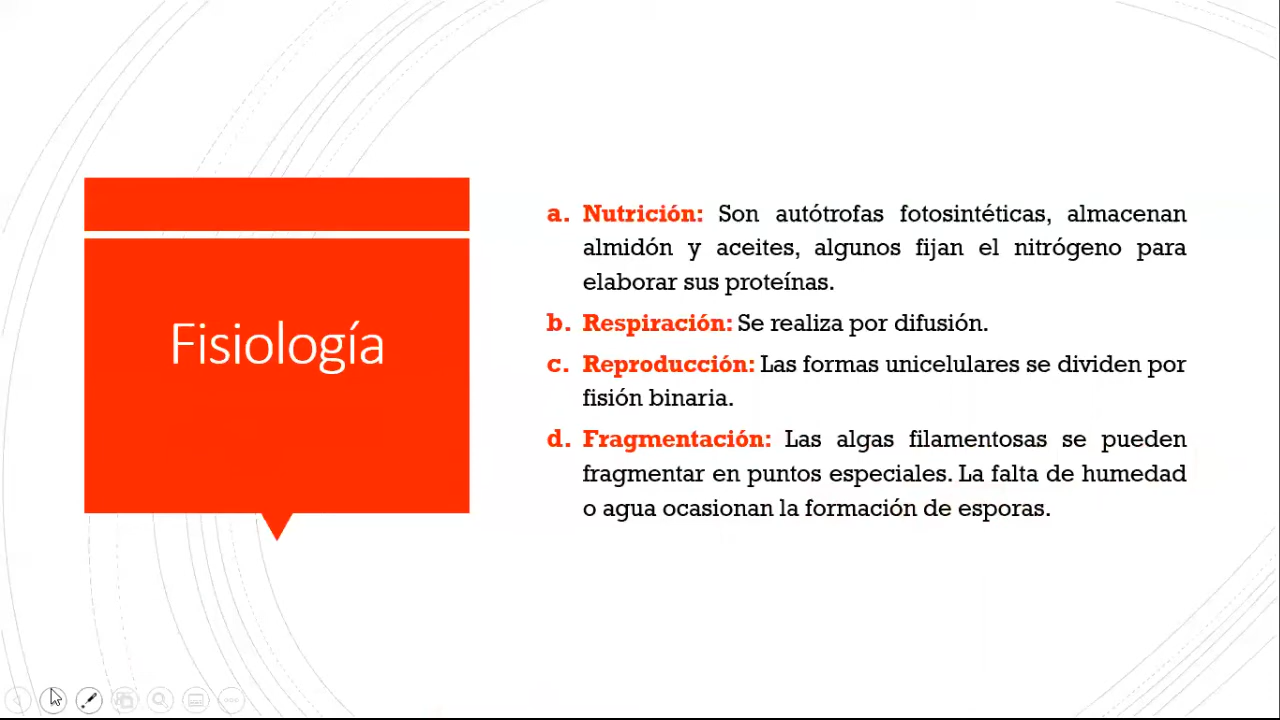 Fisiología
a. Nutrición: Son autótrofas fotosintéticas, almacenan
almidón y aceites, algunos fijan el nitrógeno para
elaborar sus proteínas.
b. Respiración: Se realiza por difusión.
c. Reproducción: Las formas unicelulares se dividen por
fisión binaria.
d. Fragmentación: Las algas filamentosas se pueden
fragmentar en puntos especiales. La falta de humedad
o agua ocasionan la formación de esporas.